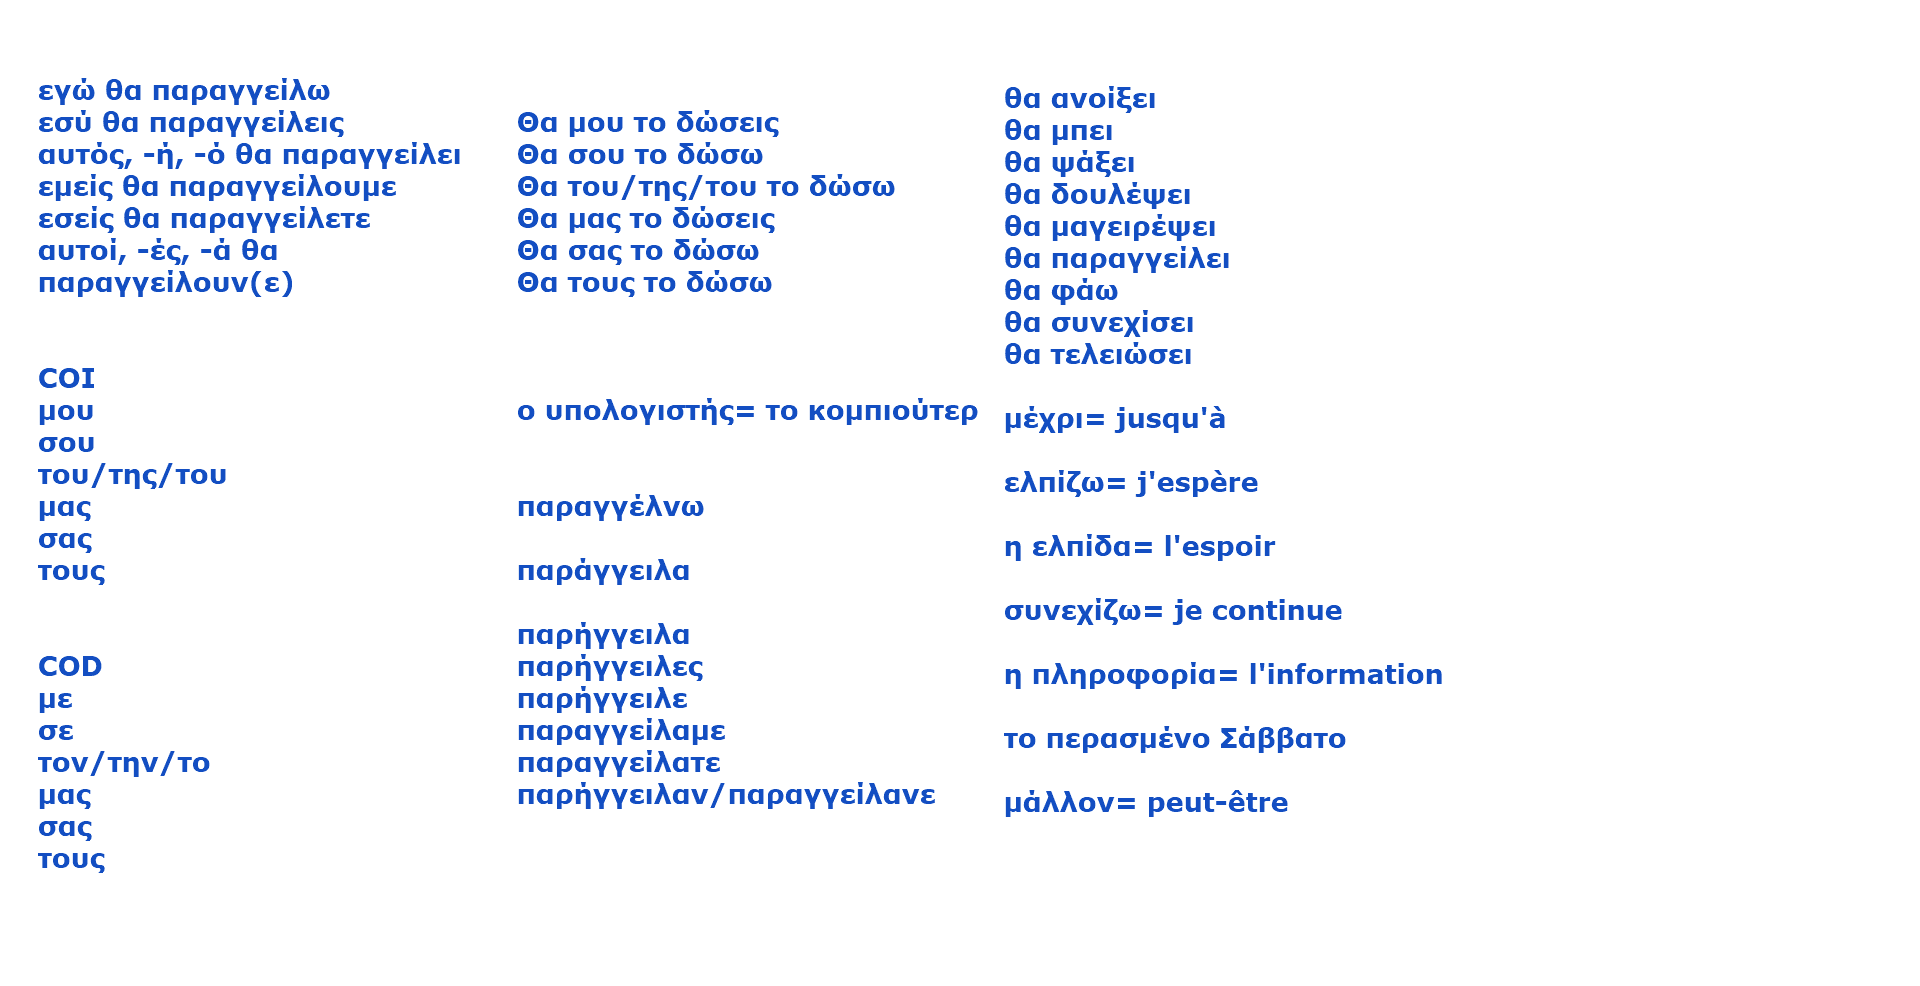 εγώ θα παραγγείλω
εσύ θα παραγγείλεις
αυτός, -ή, -ό θα παραγγείλει
εμείς θα παραγγείλουμε
εσείς θα παραγγείλετε
αυτοί, -ές, -ά θα
παραγγείλουν(ε)
COI
μου
σου
του/της/του
μας
σας
τους
COD
με
σε
τον/την/το
μας
σας
τους
Θα μου το δώσεις
Θα σου το δώσω
Θα του/της/του το δώσω
Θα μας το δώσεις
Θα σας το δώσω
Θα τους το δώσω
ο υπολογιστής= το κομπιούτερ
παραγγέλνω
παράγγειλα
παρήγγειλα
παρήγγειλες
παρήγγειλε
παραγγείλαμε
παραγγείλατε
παρήγγειλαν/παραγγείλανε
θα ανοίξει
θα μπει
θα ψάξει
θα δουλέψει
θα μαγειρέψει
θα παραγγείλει
θα φάω
θα συνεχίσει
θα τελειώσει
μέχρι= jusqu'à
ελπίζω= j'espère
η ελπίδα= l'espoir
συνεχίζω= je continue
η πληροφορία= l'information
το περασμένο Σάββατο
μάλλον= peut-être